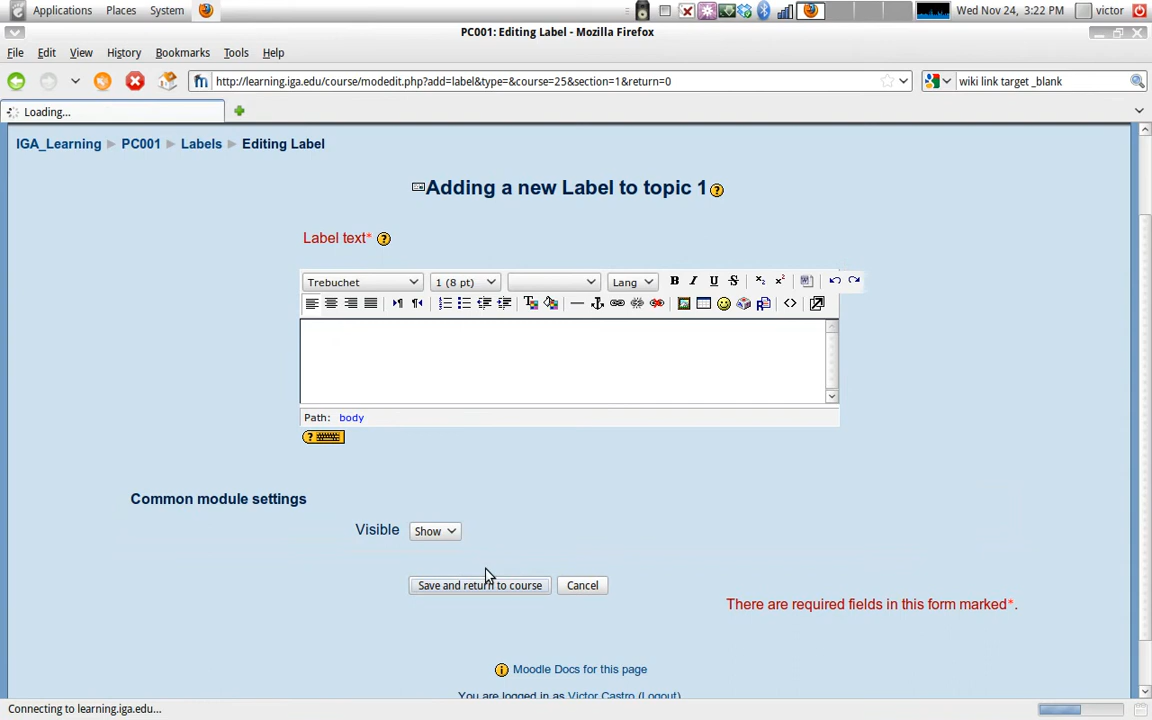 Applications Places System Wed Nov 24, 3:22 PM victor
PC001: Editing Label - Mozilla Firefox
File Edit View History Bookmarks Tools Help
http://learning.iga.edu/course/modedit.php?add=label&type=&course=25&section=1&return=0 wiki link target _blank
Loading...
IGA_Learning ► PC001 ► Labels ► Editing Label
Adding a new Label to topic 1
Label text*
Trebuchet 1 (8 pt) Lang B I U S
Path: body
Common module settings
Visible Show
Save and return to course Cancel
There are required fields in this form marked*.
Moodle Docs for this page
You are logged in as Victor Castro (Logout)
Connecting to learning.iga.edu...